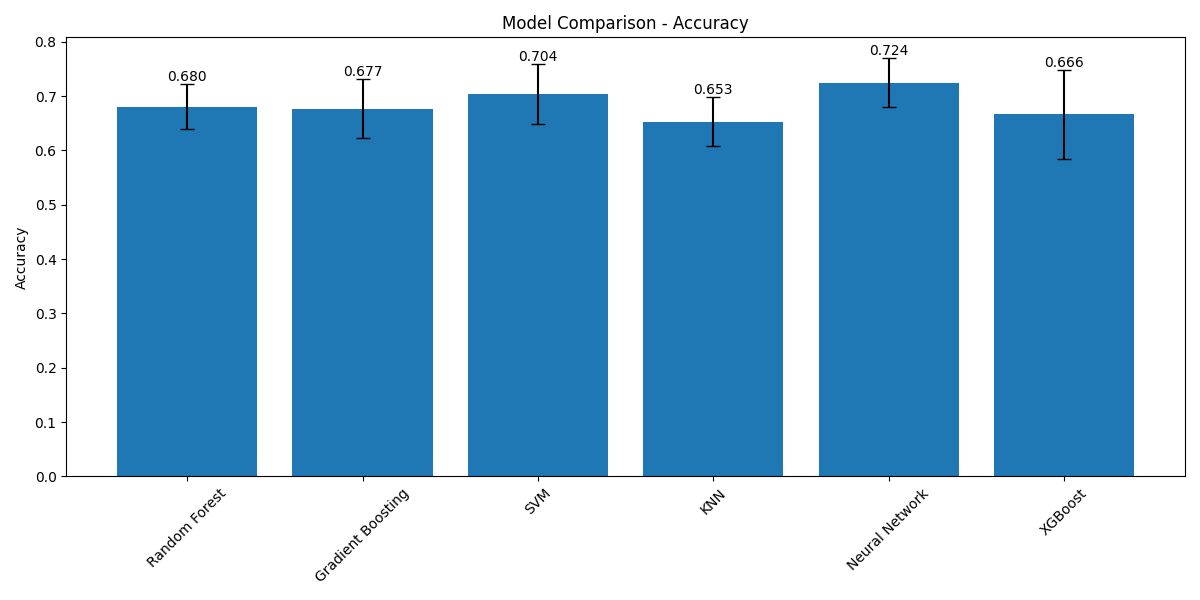 Model Comparison - Accuracy
0.8
0.7
0.6
0.5
0.4
0.3
0.2
0.1
0.0
Accuracy
0.680
0.677
0.704
0.653
0.724
0.666
Random Forest
Gradient Boosting
SVM
KNN
Neural Network
XGBoost